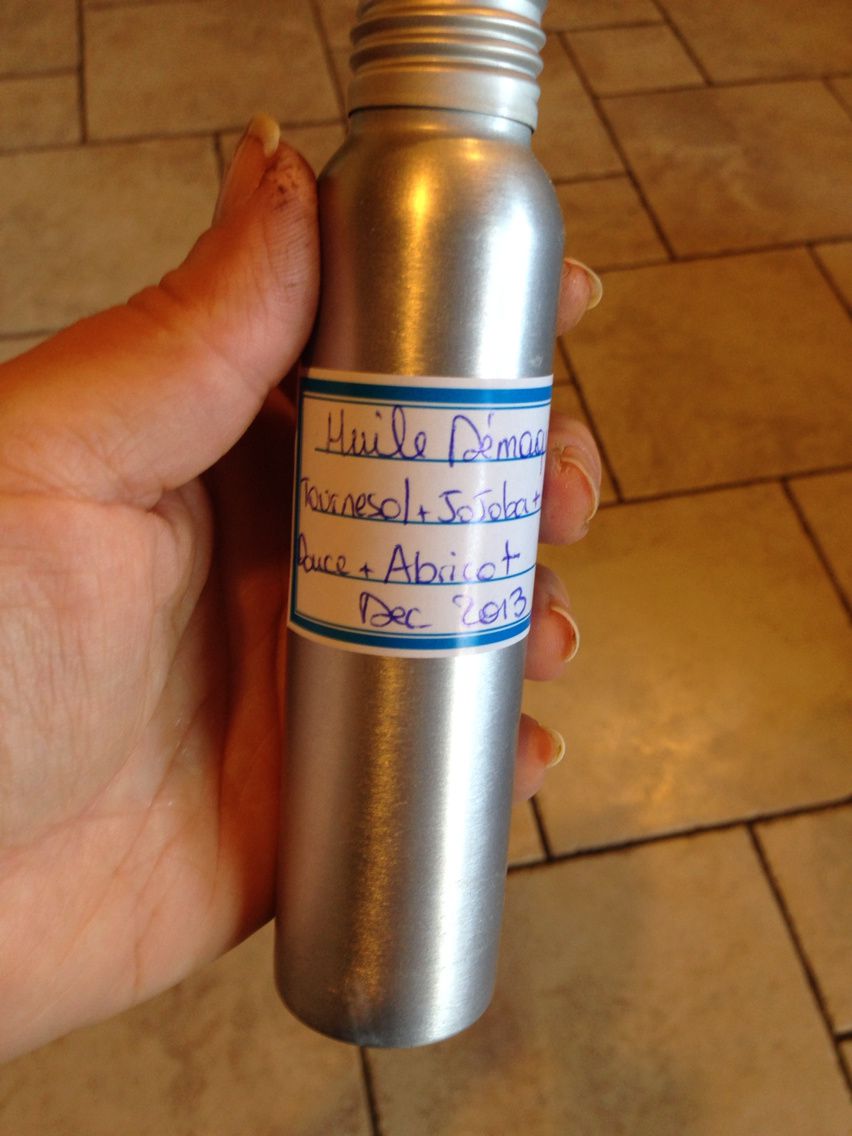 Huile Démaq
Tournesol + JoJoba +
Douce + Abricot
Dec 2013